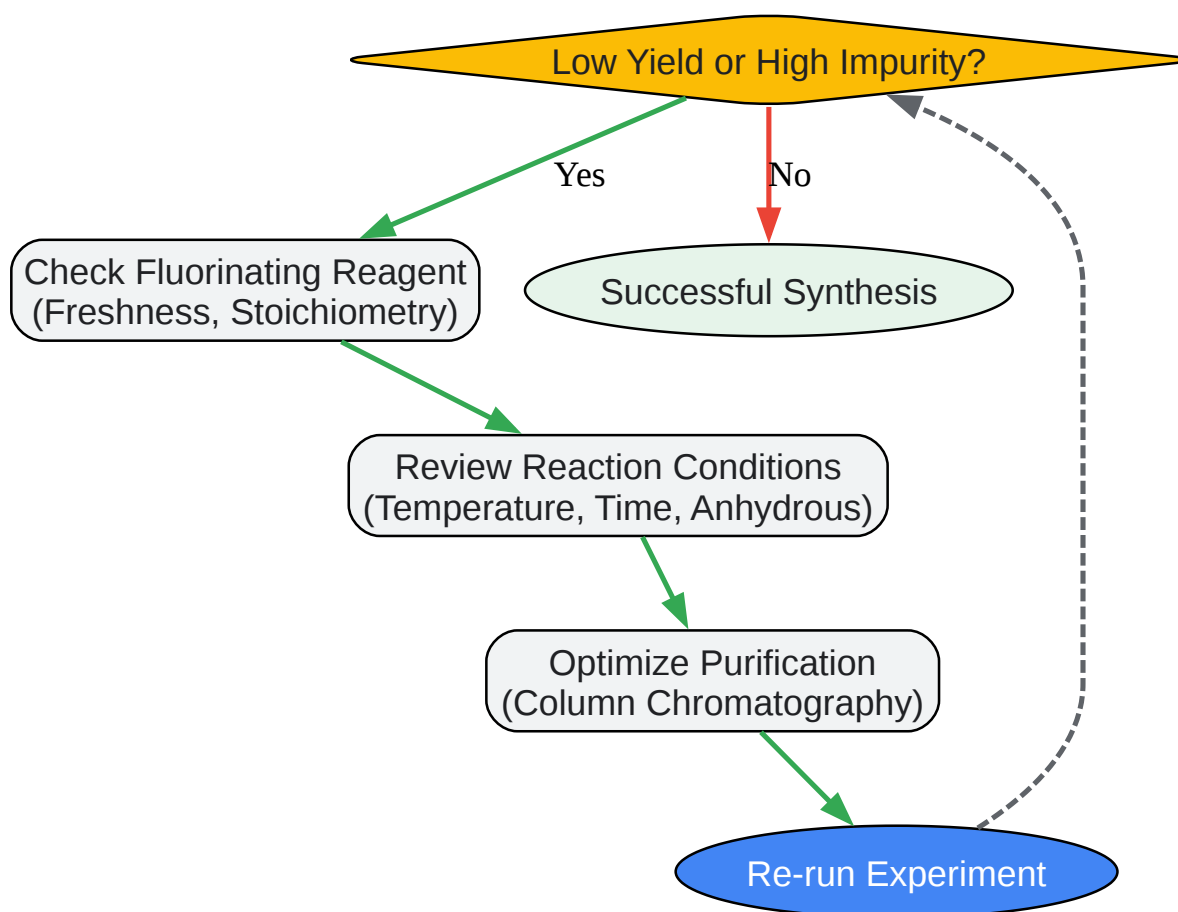 Low Yield or High Impurity?
Yes
No
Check Fluorinating Reagent
(Freshness, Stoichiometry)
Successful Synthesis
Review Reaction Conditions
(Temperature, Time, Anhydrous)
Optimize Purification
(Column Chromatography)
Re-run Experiment